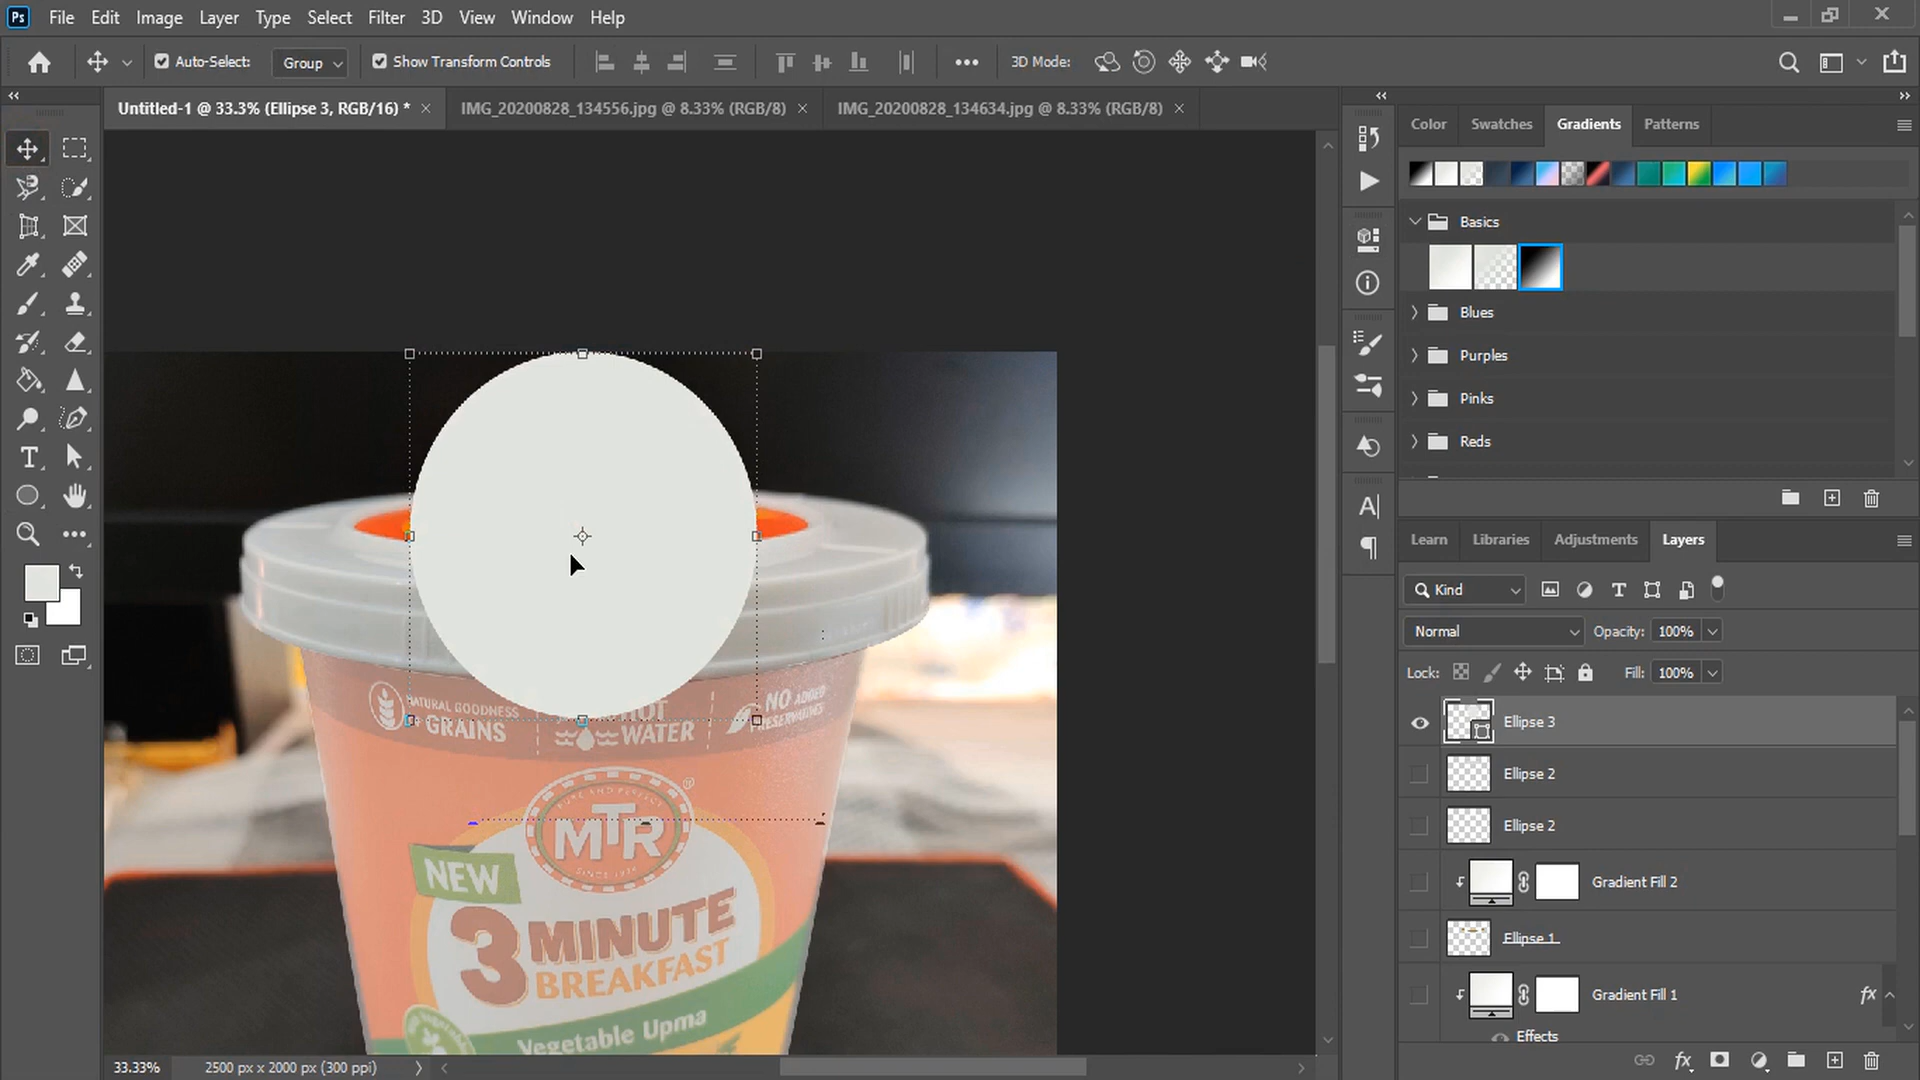 Ps File Edit Image Layer Type Select Filter 3D View Window Help
Auto-Select: Group Show Transform Controls 3D Mode:
Untitled-1 @ 33.3% (Ellipse 3, RGB/16) * IMG_20200828_134556.jpg @ 8.33% (RGB/8) IMG_20200828_134634.jpg @ 8.33% (RGB/8)
Color Swatches Gradients Patterns
Basics
Blues
Purples
Pinks
Reds
Learn Libraries Adjustments Layers
Kind
Normal Opacity: 100%
Lock: Fill: 100%
Ellipse 3
Ellipse 2
Ellipse 2
Gradient Fill 2
Ellipse 1
Gradient Fill 1 fx
Effects
NATURAL GOODNESS
OF GRAINS
HOT
WATER
NO ADDED
PRESERVATIVES
PURE AND PERFECT
MTR
®
SINCE 1924
NEW
3 MINUTE
BREAKFAST
Vegetable Upma
33.33% 2500 px x 2000 px (300 ppi)